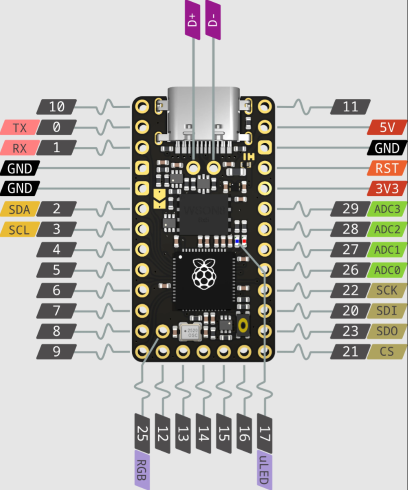 D+ D-
10 11
TX 0 5V
RX 1 GND
GND RST
GND 3V3
SDA 2 29 ADC3
SCL 3 28 ADC2
4 27 ADC1
5 26 ADC0
6 22 SCK
7 20 SDI
8 23 SDO
9 21 CS
25 12 13 14 15 16 17
RGB uLED